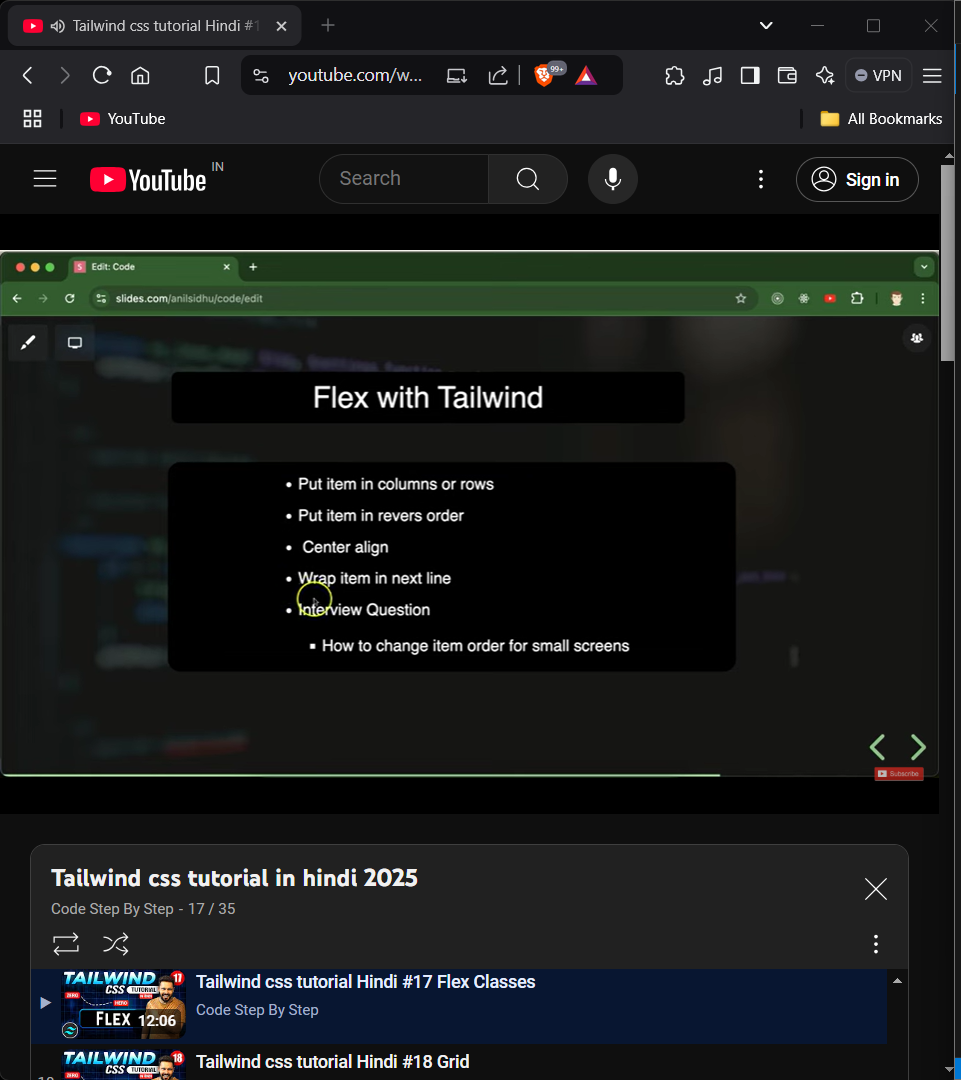 Tailwind css tutorial Hindi #1
youtube.com/w...
99+
VPN
YouTube
All Bookmarks
YouTube IN
Search
Sign in
Edit: Code
slides.com/anilsidhu/code/edit
Flex with Tailwind
• Put item in columns or rows
• Put item in revers order
• Center align
• Wrap item in next line
• Interview Question
▪ How to change item order for small screens
Subscribe
Tailwind css tutorial in hindi 2025
Code Step By Step - 17 / 35
TAILWIND 17
CSS TUTORIAL
ZERO
HERO
FLEX 12:06
Tailwind css tutorial Hindi #17 Flex Classes
Code Step By Step
TAILWIND 18
CSS TUTORIAL
Tailwind css tutorial Hindi #18 Grid